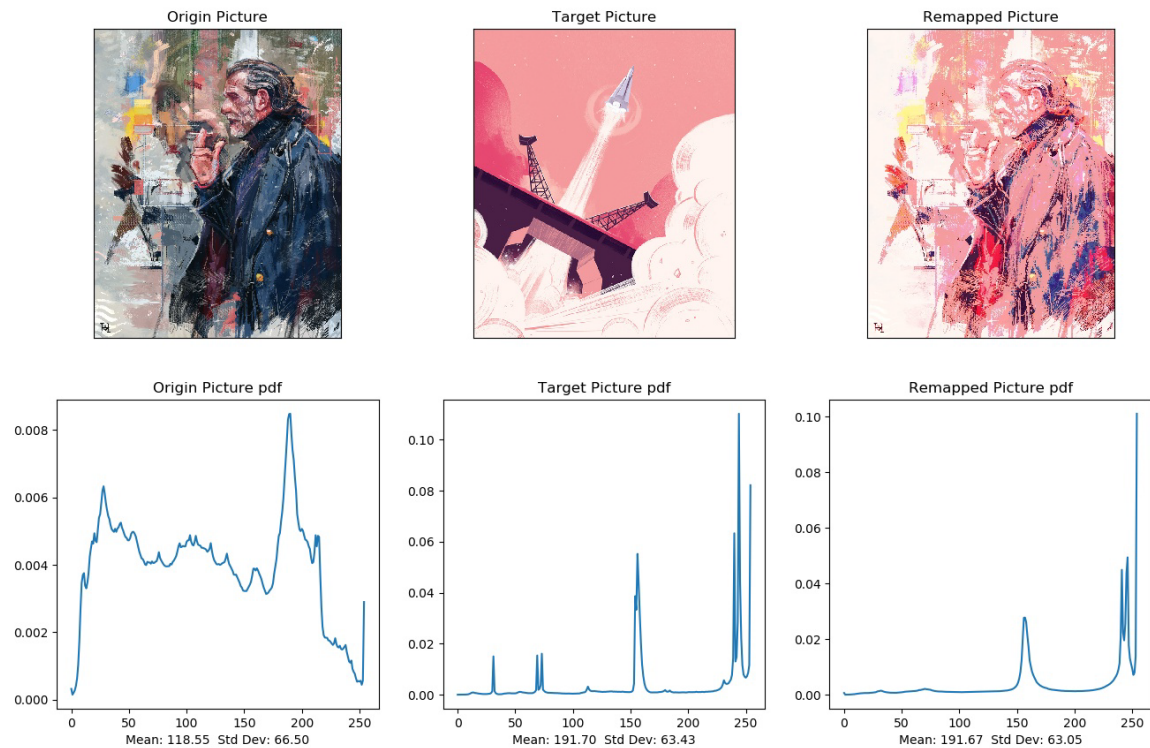 Origin Picture
Target Picture
Remapped Picture
Origin Picture pdf
Target Picture pdf
Remapped Picture pdf
0.008
0.006
0.004
0.002
0.000
0.10
0.08
0.06
0.04
0.02
0.00
0.10
0.08
0.06
0.04
0.02
0.00
0 50 100 150 200 250
0 50 100 150 200 250
0 50 100 150 200 250
Mean: 118.55 Std Dev: 66.50
Mean: 191.70 Std Dev: 63.43
Mean: 191.67 Std Dev: 63.05